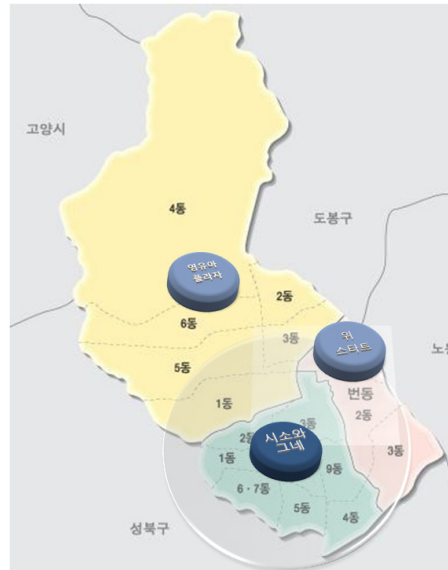 고양시
4동
도봉구
영유아
플라자
2동
6동
3동
위
스타트
노
5동
번동
1동
2동
3동
2동
시소와
그네
3동
1동
9동
6 · 7동
5동
4동
성북구